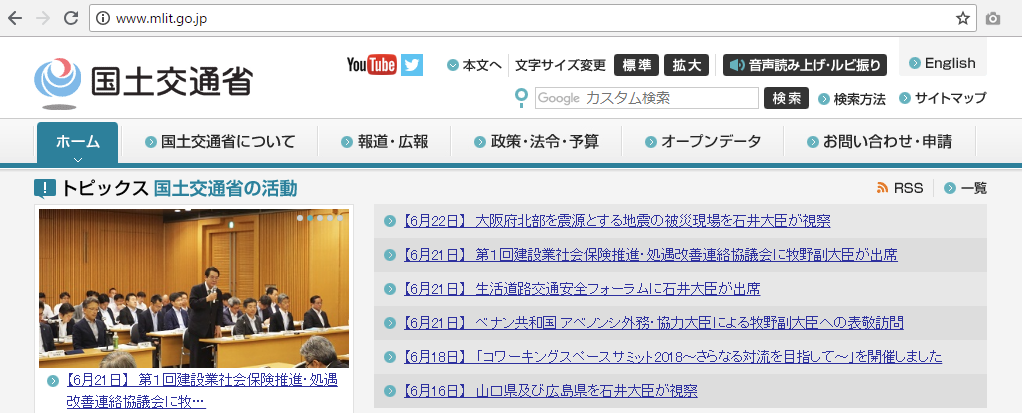 www.mlit.go.jp
国土交通省
YouTube
本文へ
文字サイズ変更
標準
拡大
音声読み上げ・ルビ振り
English
Google カスタム検索
検索
検索方法
サイトマップ
ホーム
国土交通省について
報道・広報
政策・法令・予算
オープンデータ
お問い合わせ・申請
トピックス 国土交通省の活動
RSS
一覧
【6月21日】 第1回建設業社会保険推進・処遇
改善連絡協議会に牧…
【6月22日】 大阪府北部を震源とする地震の被災現場を石井大臣が視察
【6月21日】 第1回建設業社会保険推進・処遇改善連絡協議会に牧野副大臣が出席
【6月21日】 生活道路交通安全フォーラムに石井大臣が出席
【6月21日】 ベナン共和国 アベノンシ外務・協力大臣による牧野副大臣への表敬訪問
【6月18日】 「コワーキングスペースサミット2018～さらなる対流を目指して～」を開催しました
【6月16日】 山口県及び広島県を石井大臣が視察